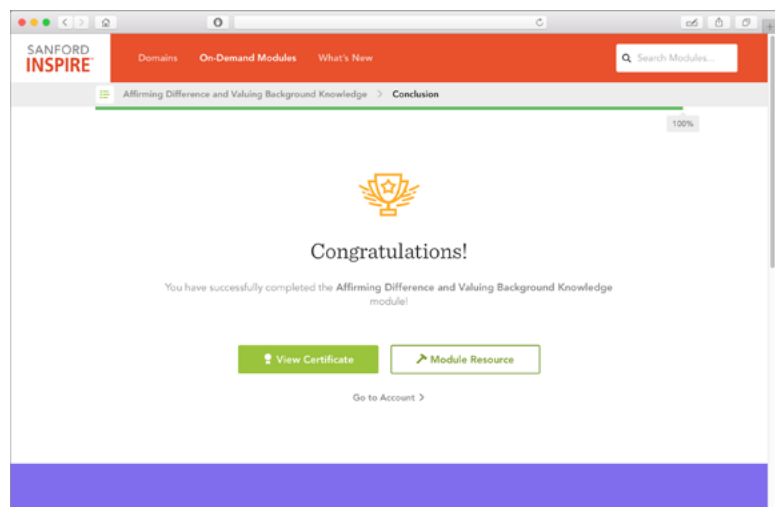 SANFORD
INSPIRE
Domains On-Demand Modules What's New
Search Modules...
Affirming Difference and Valuing Background Knowledge > Conclusion
100%
Congratulations!
You have successfully completed the Affirming Difference and Valuing Background Knowledge
module!
View Certificate
Module Resource
Go to Account >